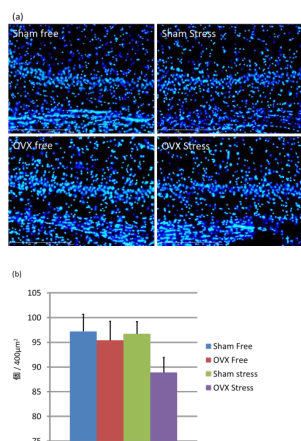 (a)
Sham free
Sham Stress
OVX free
OVX Stress
(b)
105
100
95
90
85
80
75
個 / 400μm²
Sham Free
OVX Free
Sham stress
OVX Stress